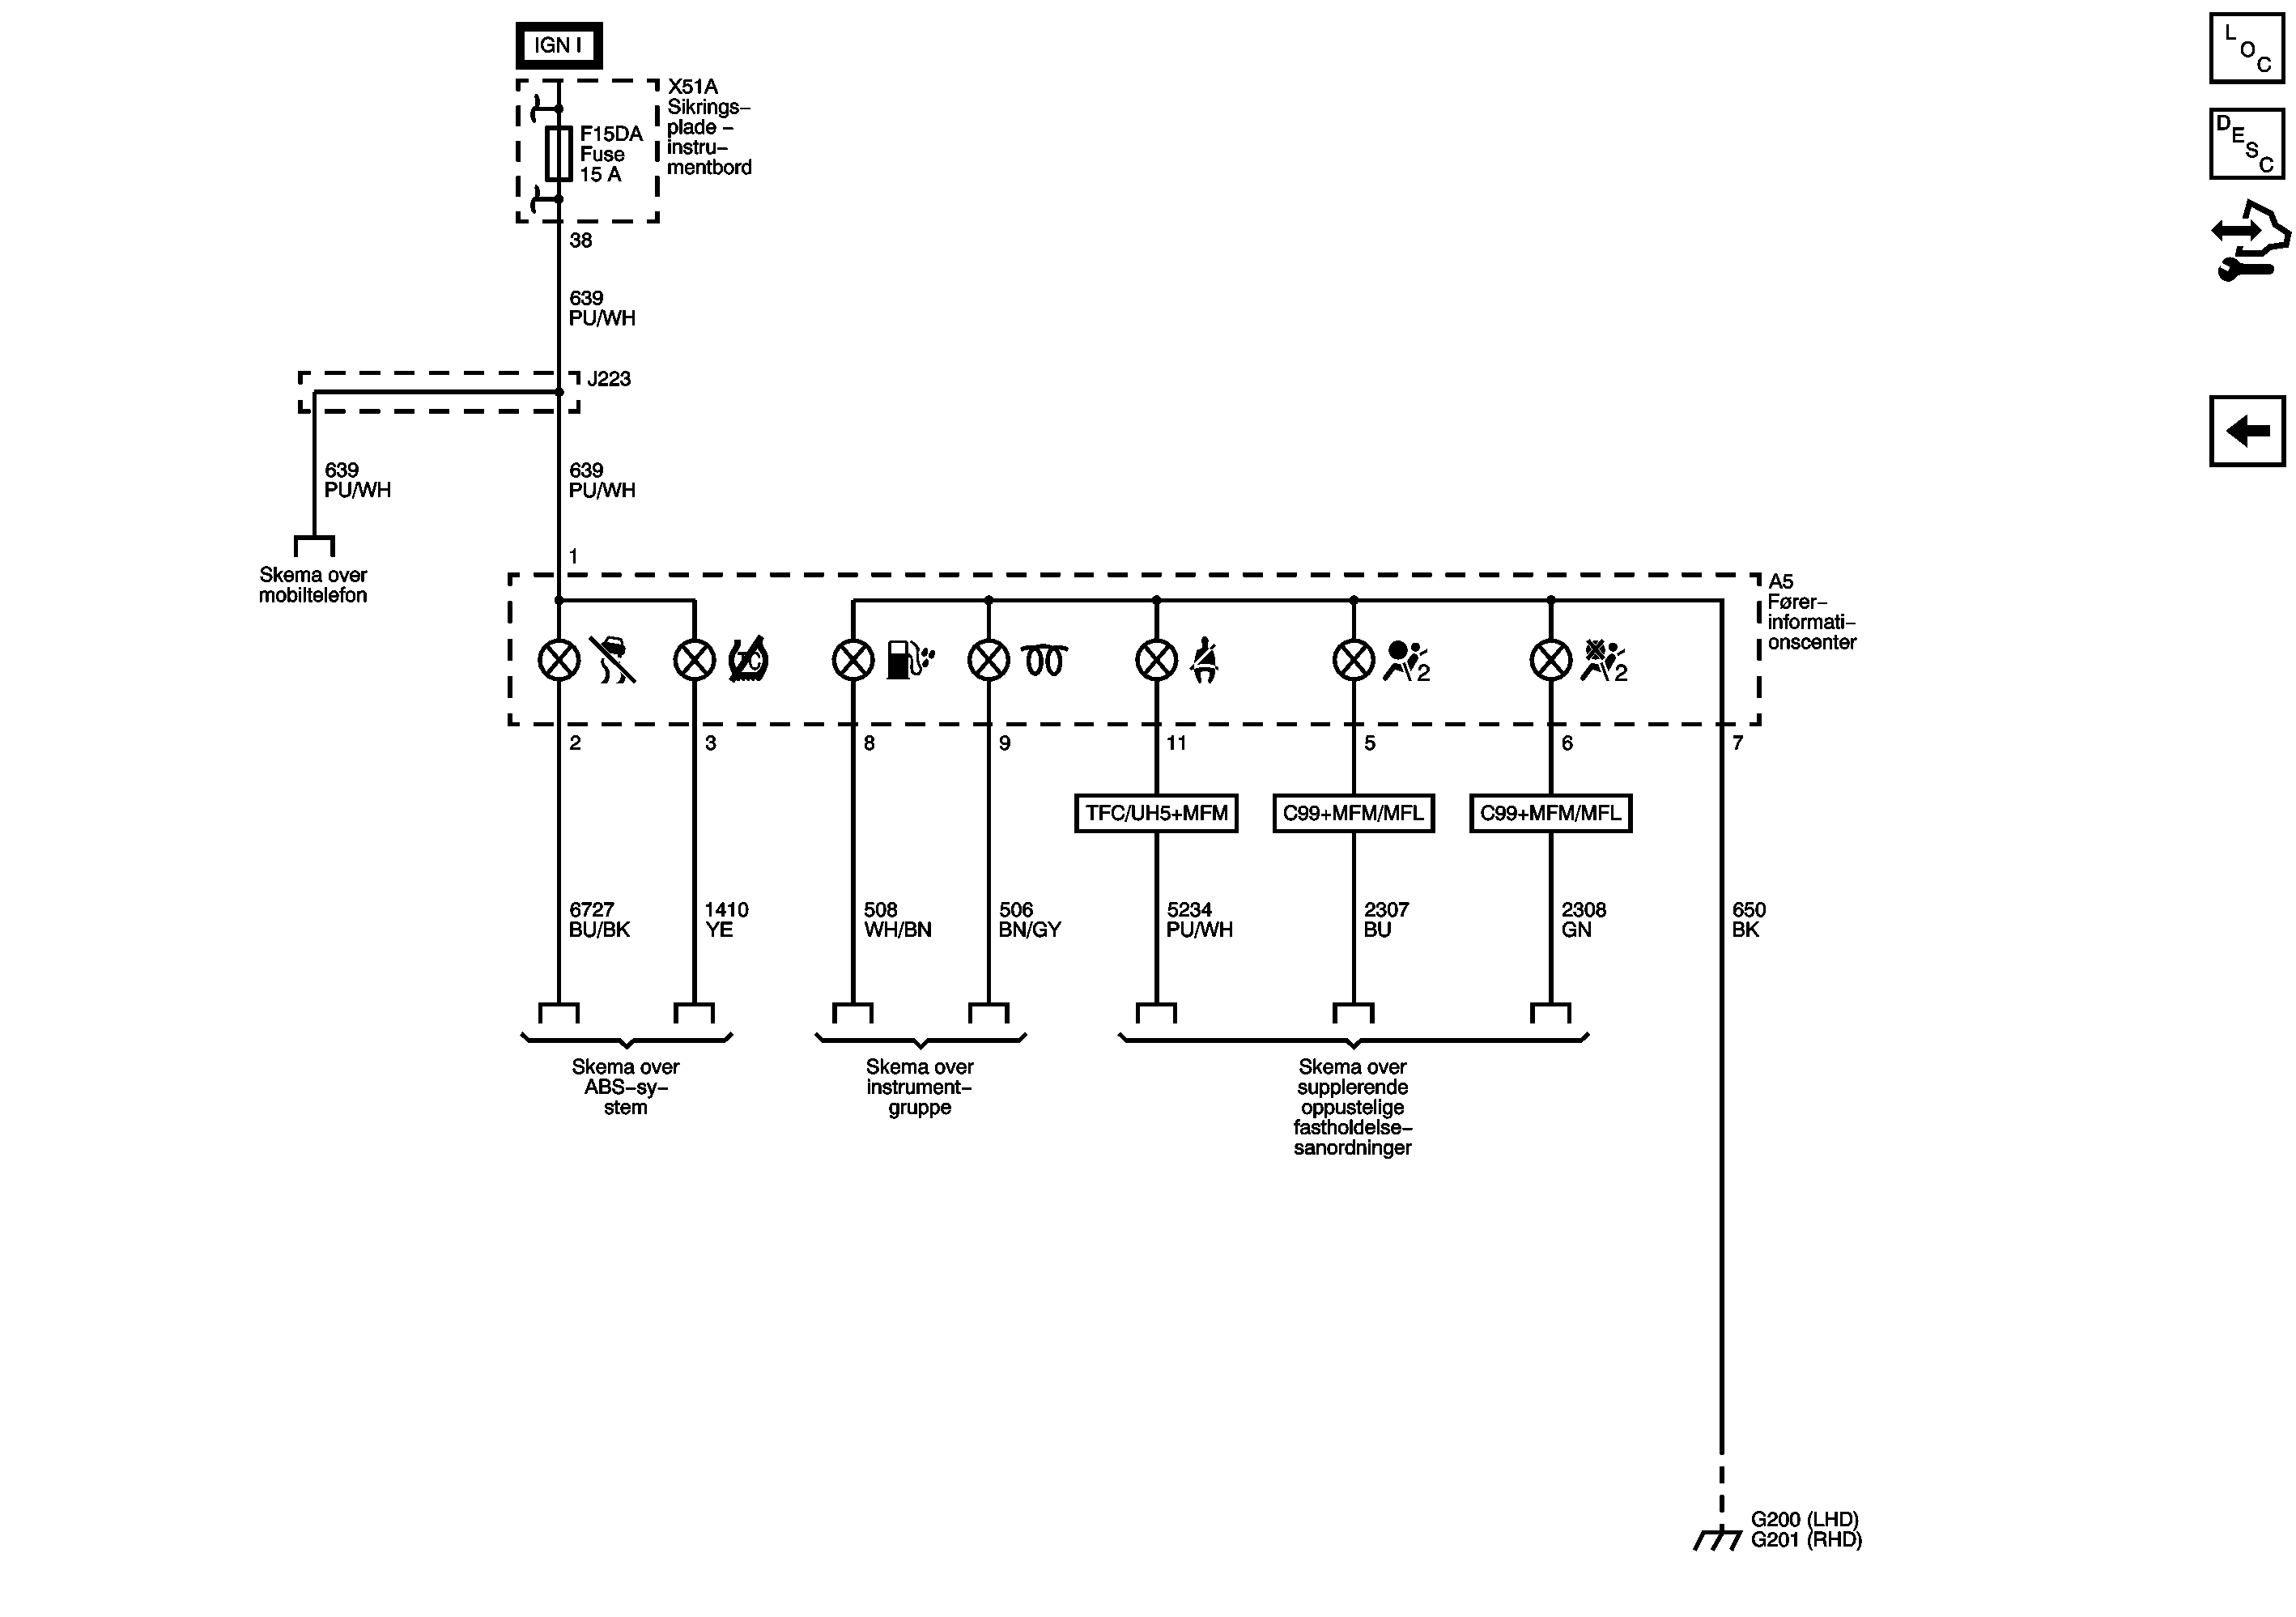 IGN I
X51A
Sikrings–
plade –
instru–
mentbord
F15DA
Fuse
15 A
38
639
PU/WH
J223
639
PU/WH
639
PU/WH
Skema over
mobiltelefon
1
A5
Fører–
informati–
onscenter
TC
2
2
2
3
8
9
11
5
6
7
TFC/UH5+MFM
C99+MFM/MFL
C99+MFM/MFL
6727
BU/BK
1410
YE
508
WH/BN
506
BN/GY
5234
PU/WH
2307
BU
2308
GN
650
BK
Skema over
ABS–sy–
stem
Skema over
instrument–
gruppe
Skema over
supplerende
oppustelige
fastholdelse–
sanordninger
G200 (LHD)
G201 (RHD)
LOC
DESC